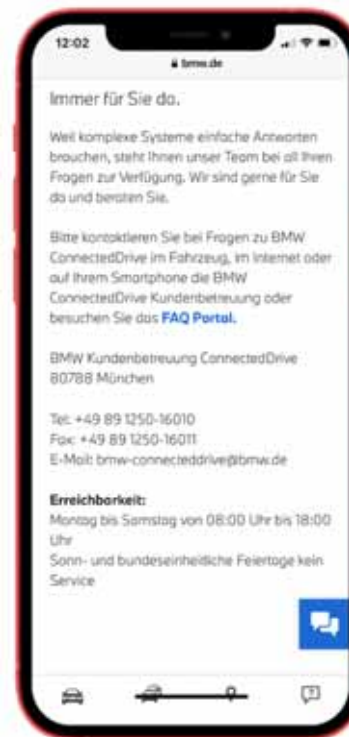 12:02
bmw.de
Immer für Sie da.
Weil komplexe Systeme einfache Antworten
brauchen, steht Ihnen unser Team bei all Ihren
Fragen zur Verfügung. Wir sind gerne für Sie
da und beraten Sie.
Bitte kontaktieren Sie bei Fragen zu BMW
ConnectedDrive im Fahrzeug, im Internet oder
auf Ihrem Smartphone die BMW
ConnectedDrive Kundenbetreuung oder
besuchen Sie das FAQ Portal.
BMW Kundenbetreuung ConnectedDrive
80788 München
Tel: +49 89 1250-16010
Fax: +49 89 1250-16011
E-Mail: bmw-connecteddrive@bmw.de
Erreichbarkeit:
Montag bis Samstag von 08:00 Uhr bis 18:00
Uhr
Sonn- und bundeseinheitliche Feiertage kein
Service